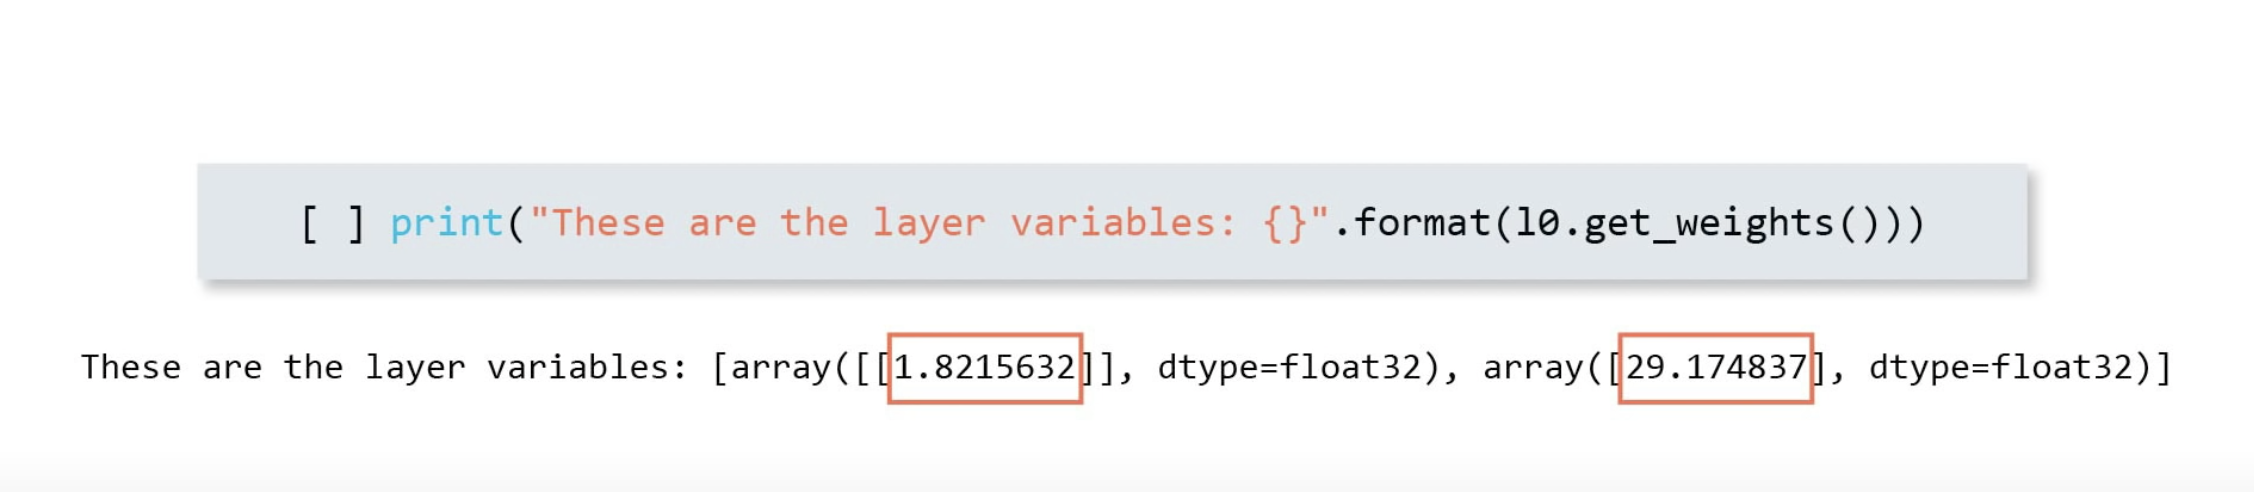 [ ] print("These are the layer variables: {}".format(l0.get_weights()))
These are the layer variables: [array([[1.8215632]], dtype=float32), array([29.174837], dtype=float32)]